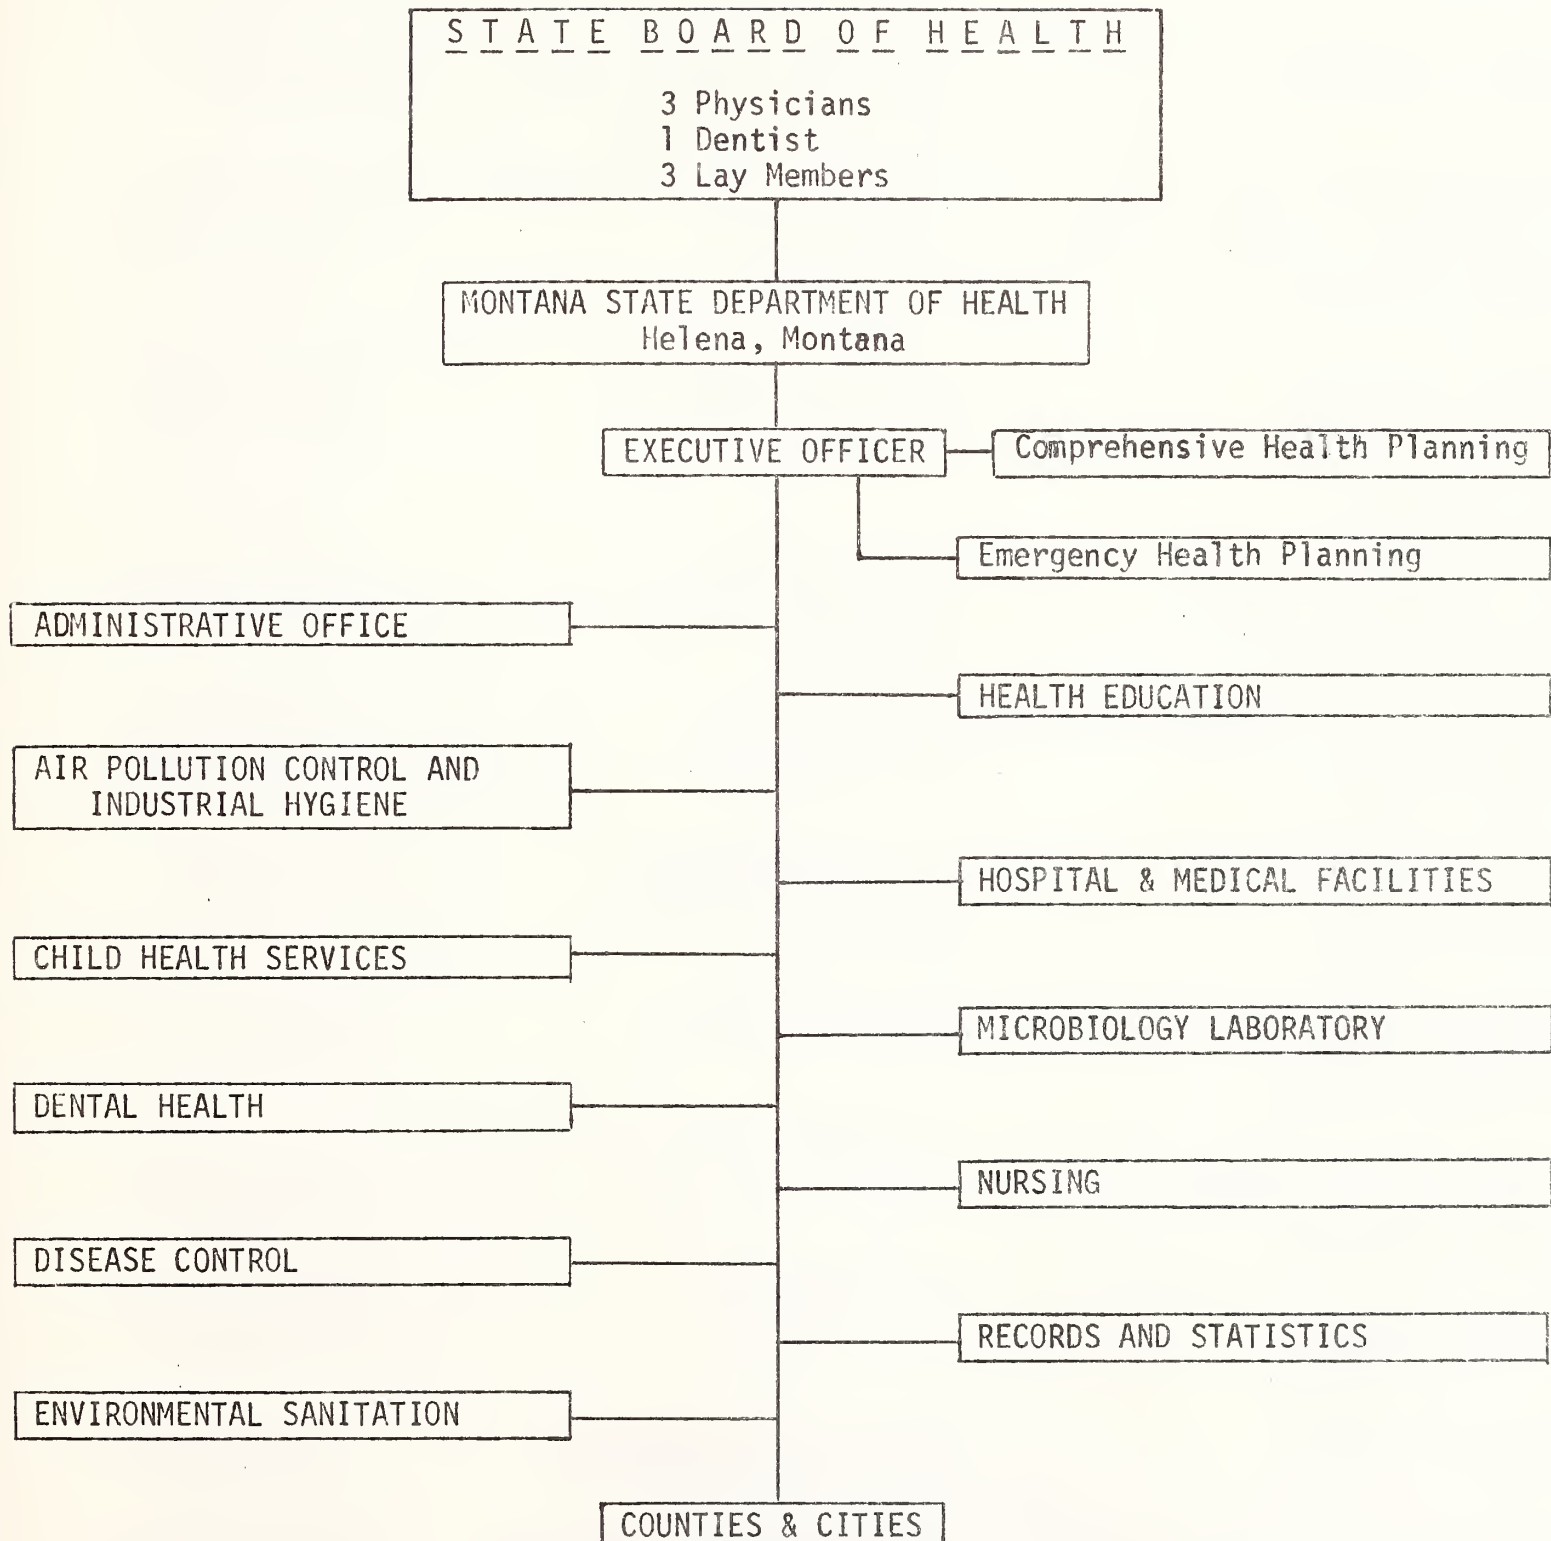 STATE BOARD OF HEALTH
3 Physicians
1 Dentist
3 Lay Members
MONTANA STATE DEPARTMENT OF HEALTH
Helena, Montana
EXECUTIVE OFFICER
Comprehensive Health Planning
Emergency Health Planning
ADMINISTRATIVE OFFICE
HEALTH EDUCATION
AIR POLLUTION CONTROL AND
INDUSTRIAL HYGIENE
HOSPITAL & MEDICAL FACILITIES
CHILD HEALTH SERVICES
MICROBIOLOGY LABORATORY
DENTAL HEALTH
NURSING
DISEASE CONTROL
RECORDS AND STATISTICS
ENVIRONMENTAL SANITATION
COUNTIES & CITIES